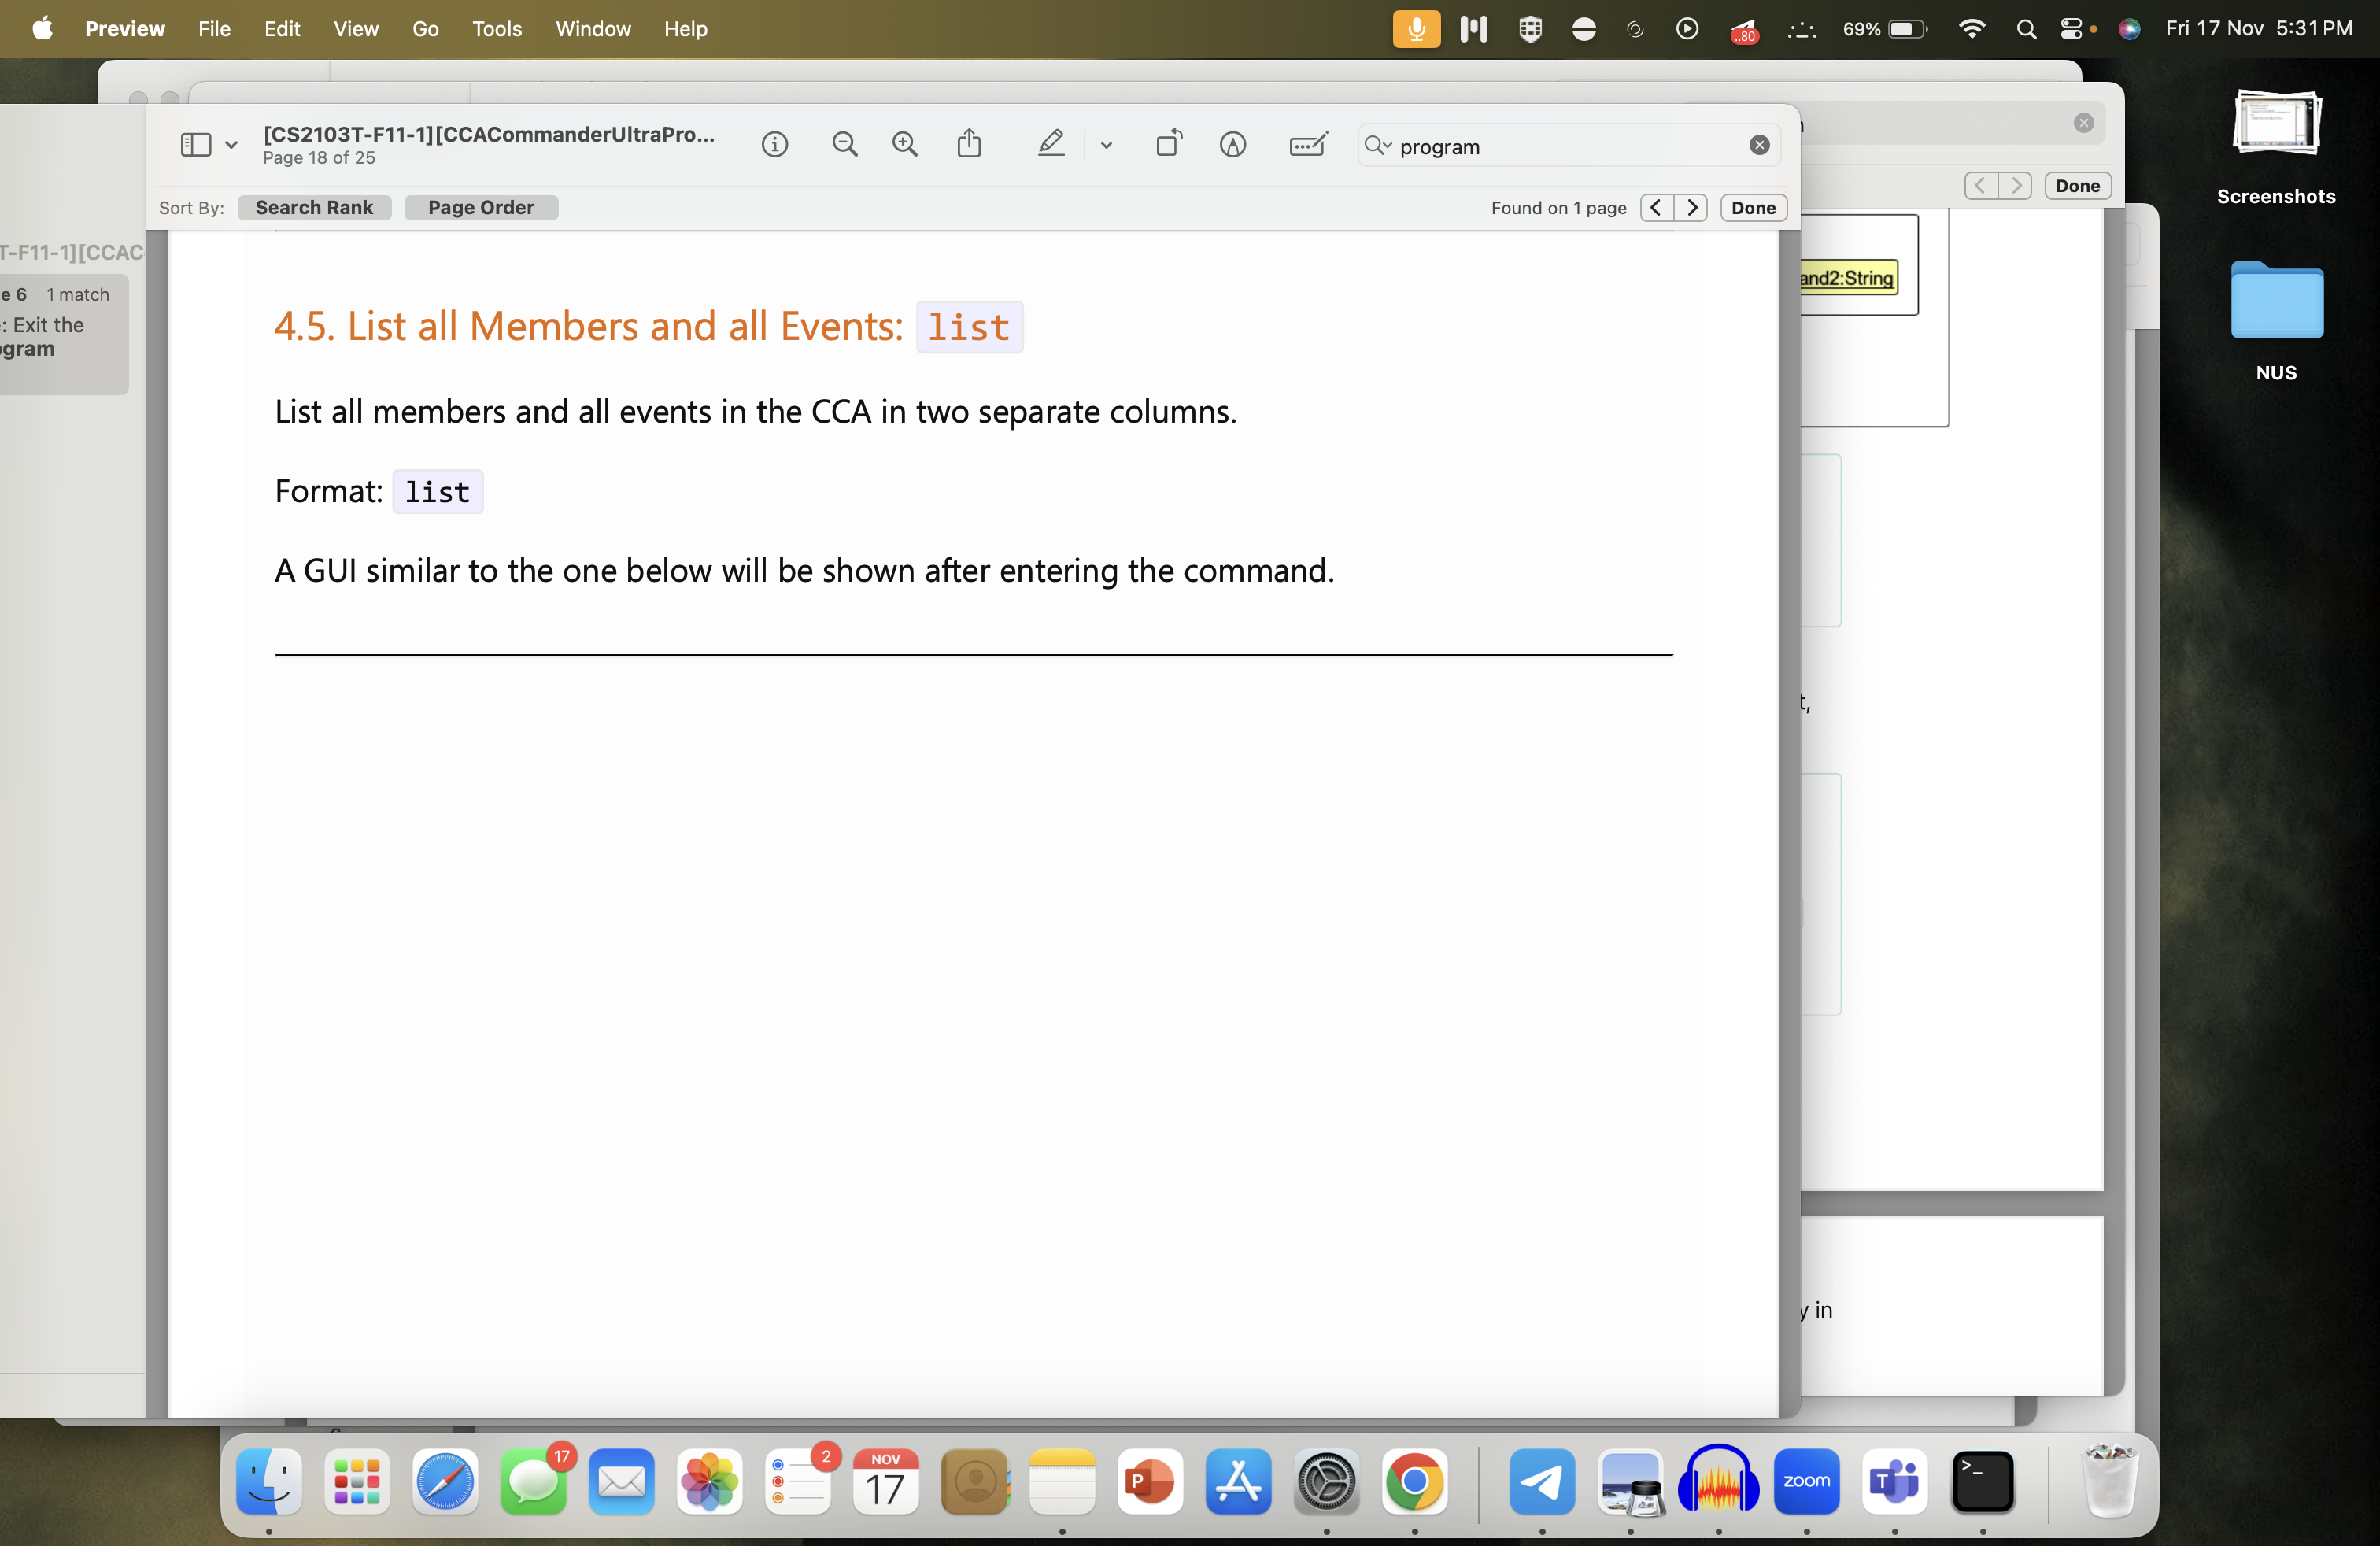 Preview File Edit View Go Tools Window Help
..80 69% Fri 17 Nov 5:31 PM
[CS2103T-F11-1][CCACommanderUltraPro...
Page 18 of 25
program
Sort By: Search Rank Page Order Found on 1 page Done
Done
T-F11-1][CCAC
e 6 1 match
: Exit the
ogram
and2:String
4.5. List all Members and all Events: list
List all members and all events in the CCA in two separate columns.
Format: list
A GUI similar to the one below will be shown after entering the command.
t,
y in
Screenshots
NUS
17
2
NOV
17
P
zoom
T
>_